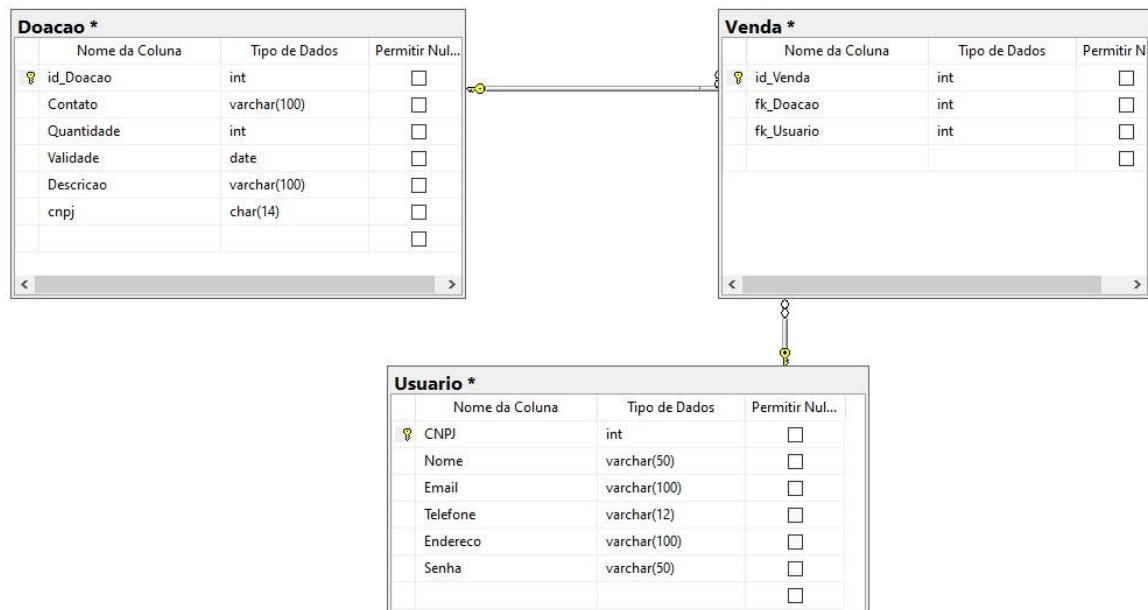 Doacao *
Nome da Coluna Tipo de Dados Permitir Nul...
id_Doacao int
Contato varchar(100)
Quantidade int
Validade date
Descricao varchar(100)
cnpj char(14)
Venda *
Nome da Coluna Tipo de Dados Permitir N
id_Venda int
fk_Doacao int
fk_Usuario int
Usuario *
Nome da Coluna Tipo de Dados Permitir Nul...
CNPJ int
Nome varchar(50)
Email varchar(100)
Telefone varchar(12)
Endereco varchar(100)
Senha varchar(50)